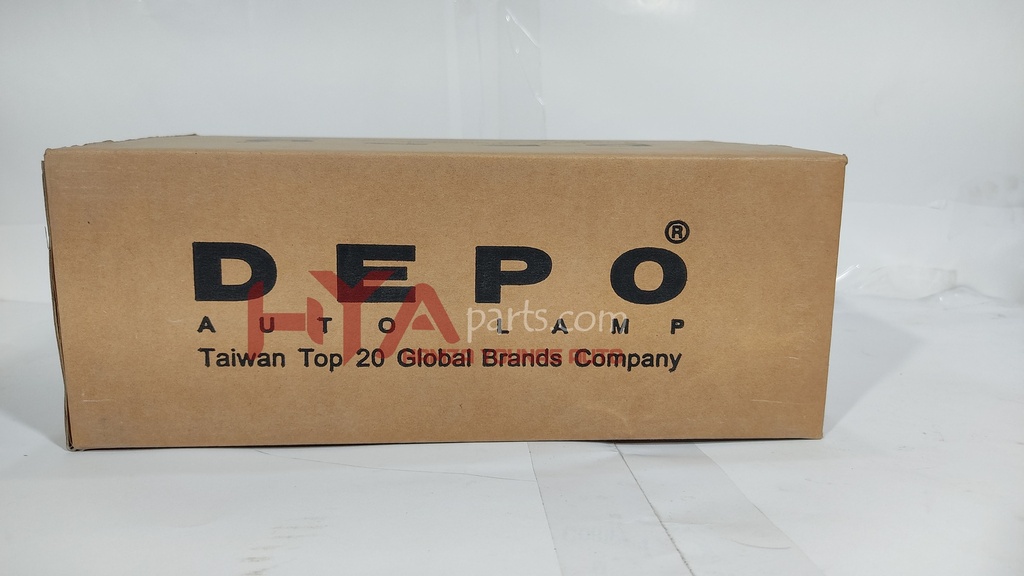 DEPO®
AUTO LAMP
Taiwan Top 20 Global Brands Company
HYAparts.com